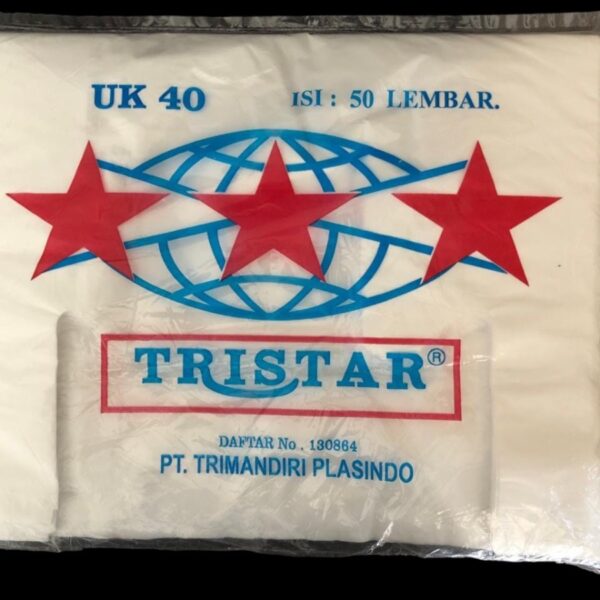 UK 40 ISI : 50 LEMBAR.
TRISTAR®
DAFTAR No . 130864
PT. TRIMANDIRI PLASINDO